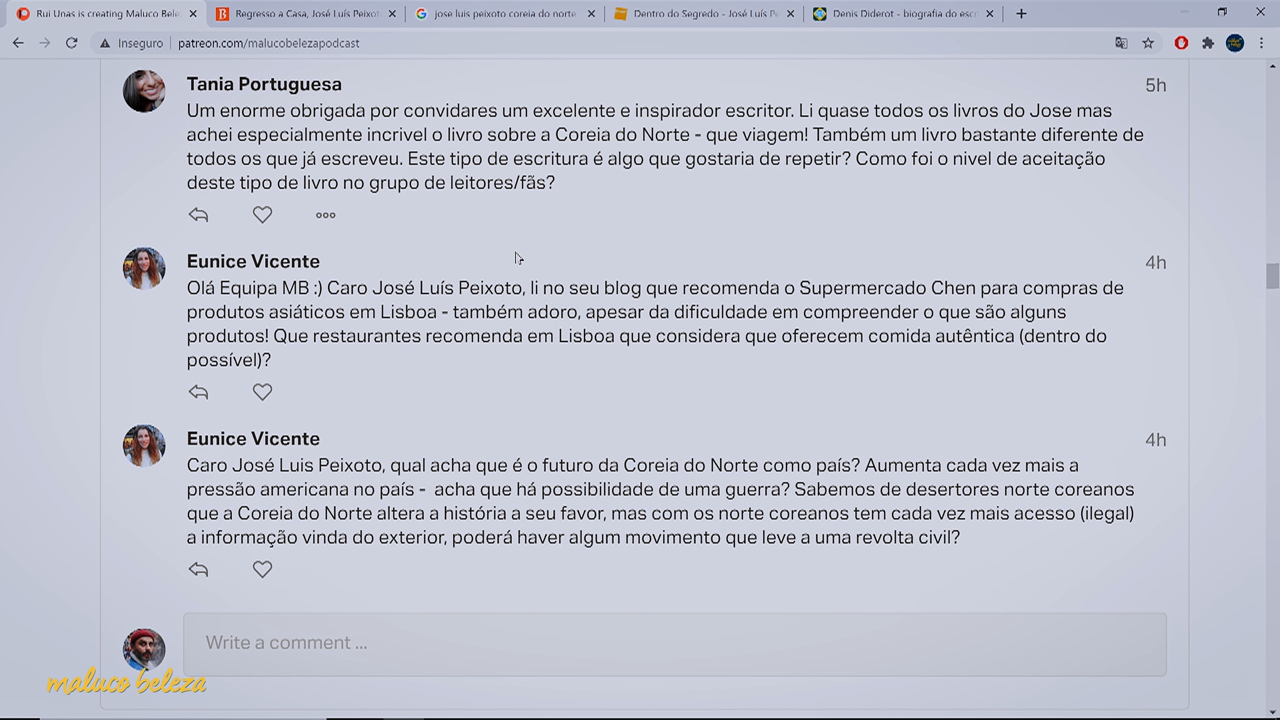 Rui Unas is creating Maluco Bele
Regresso a Casa, José Luís Peixot
jose luis peixoto coreia do norte
Dentro do Segredo - José Luís P
Denis Diderot - biografia do esc
Inseguro
patreon.com/malucobelezapodcast
Tania Portuguesa
5h
Um enorme obrigada por convidares um excelente e inspirador escritor. Li quase todos os livros do Jose mas
achei especialmente incrivel o livro sobre a Coreia do Norte - que viagem! Também um livro bastante diferente de
todos os que já escreveu. Este tipo de escritura é algo que gostaria de repetir? Como foi o nivel de aceitação
deste tipo de livro no grupo de leitores/fãs?
Eunice Vicente
4h
Olá Equipa MB :) Caro José Luís Peixoto, li no seu blog que recomenda o Supermercado Chen para compras de
produtos asiáticos em Lisboa - também adoro, apesar da dificuldade em compreender o que são alguns
produtos! Que restaurantes recomenda em Lisboa que considera que oferecem comida autêntica (dentro do
possível)?
Eunice Vicente
4h
Caro José Luis Peixoto, qual acha que é o futuro da Coreia do Norte como país? Aumenta cada vez mais a
pressão americana no país - acha que há possibilidade de uma guerra? Sabemos de desertores norte coreanos
que a Coreia do Norte altera a história a seu favor, mas com os norte coreanos tem cada vez mais acesso (ilegal)
a informação vinda do exterior, poderá haver algum movimento que leve a uma revolta civil?
Write a comment ...
maluco beleza